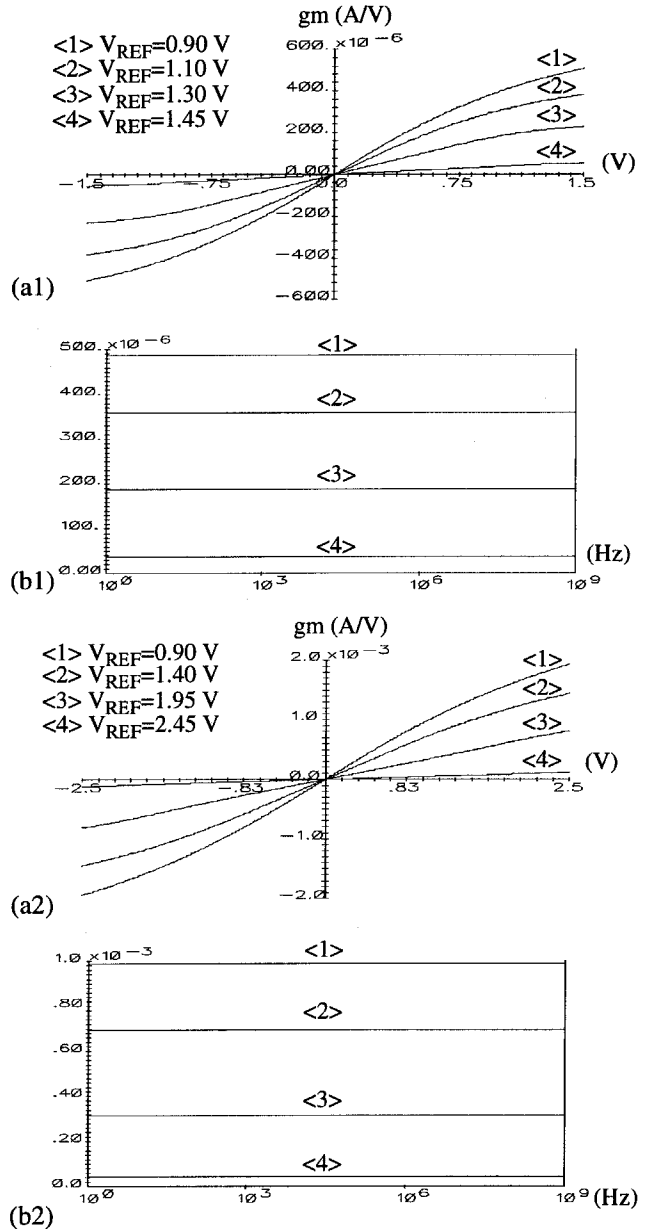 gm (A/V)
<1> VREF=0.90 V
<2> VREF=1.10 V
<3> VREF=1.30 V
<4> VREF=1.45 V
600. ×10 −6
400.
200.
0.00
−200.
−400.
−600.
−1.5 −.75 0.0 .75 1.5
(V)
<1>
<2>
<3>
<4>
(a1)
500. ×10 −6
400.
300.
200.
100.
0.00
<1>
<2>
<3>
<4>
10^0 10^3 10^6 10^9
(Hz)
(b1)
gm (A/V)
<1> VREF=0.90 V
<2> VREF=1.40 V
<3> VREF=1.95 V
<4> VREF=2.45 V
2.0 ×10 −3
1.0
0.0
−1.0
−2.0
−2.5 −.83 .83 2.5
(V)
<1>
<2>
<3>
<4>
(a2)
1.0 ×10 −3
.80
.60
.40
.20
0.0
<1>
<2>
<3>
<4>
10^0 10^3 10^6 10^9 (Hz)
(b2)